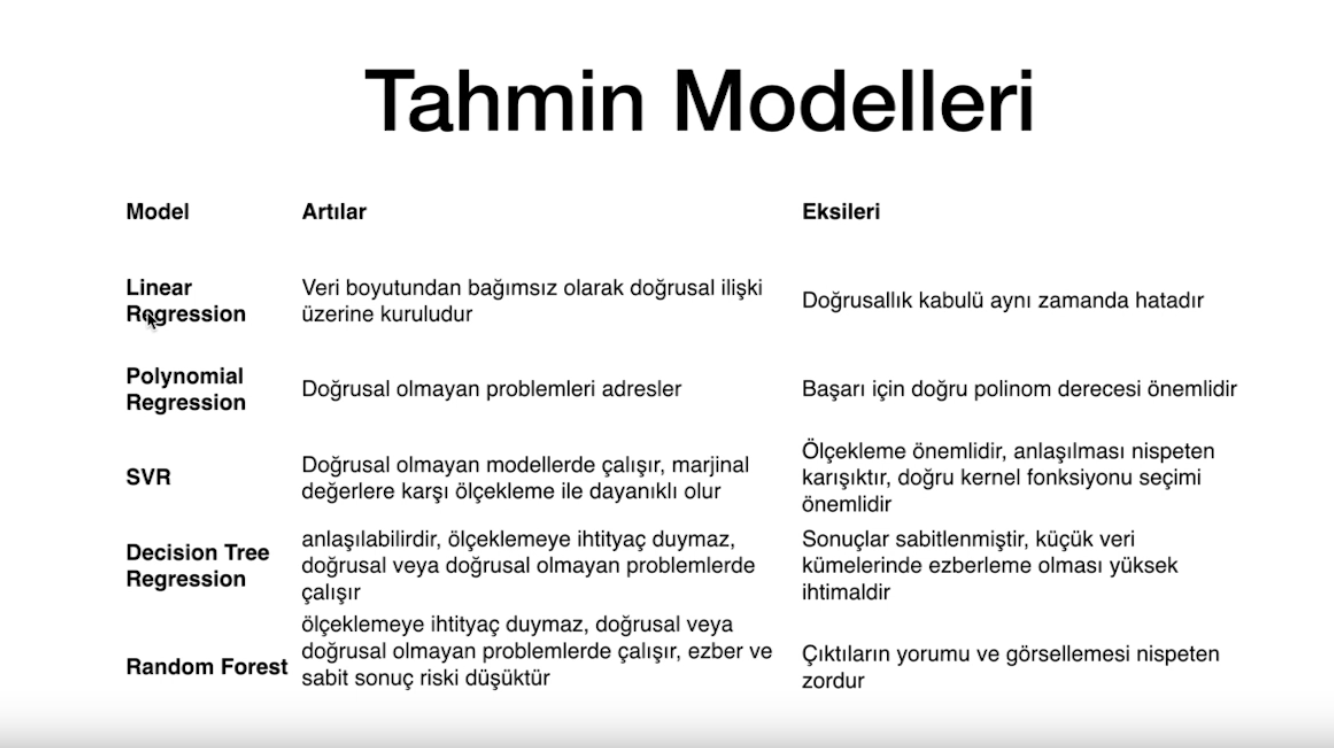 Tahmin Modelleri
Model Artılar Eksileri
Linear
Regression
Veri boyutundan bağımsız olarak doğrusal ilişki
üzerine kuruludur
Doğrusallık kabulü aynı zamanda hatadır
Polynomial
Regression
Doğrusal olmayan problemleri adresler
Başarı için doğru polinom derecesi önemlidir
SVR
Doğrusal olmayan modellerde çalışır, marjinal
değerlere karşı ölçekleme ile dayanıklı olur
Ölçekleme önemlidir, anlaşılması nispeten
karışıktır, doğru kernel fonksiyonu seçimi
önemlidir
Decision Tree
Regression
anlaşılabilirdir, ölçeklemeye ihtityaç duymaz,
doğrusal veya doğrusal olmayan problemlerde
çalışır
Sonuçlar sabitlenmiştir, küçük veri
kümelerinde ezberleme olması yüksek
ihtimaldir
Random Forest
ölçeklemeye ihtityaç duymaz, doğrusal veya
doğrusal olmayan problemlerde çalışır, ezber ve
sabit sonuç riski düşüktür
Çıktıların yorumu ve görsellemesi nispeten
zordur